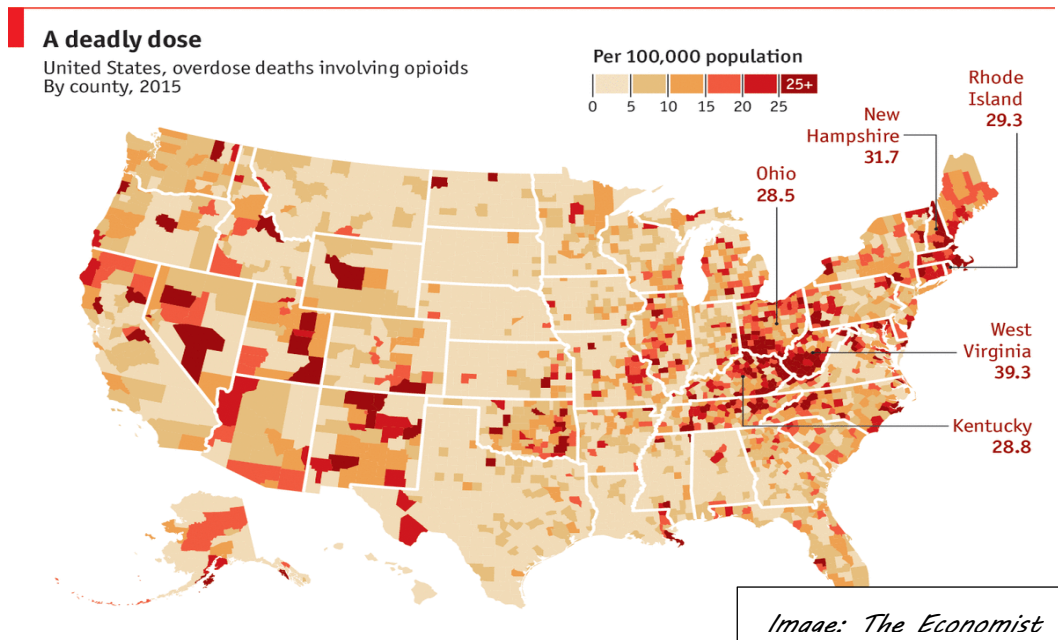 A deadly dose
United States, overdose deaths involving opioids
By county, 2015
Per 100,000 population
25+
0 5 10 15 20 25
Rhode
Island
29.3
New
Hampshire
31.7
Ohio
28.5
West
Virginia
39.3
Kentucky
28.8
Image: The Economist